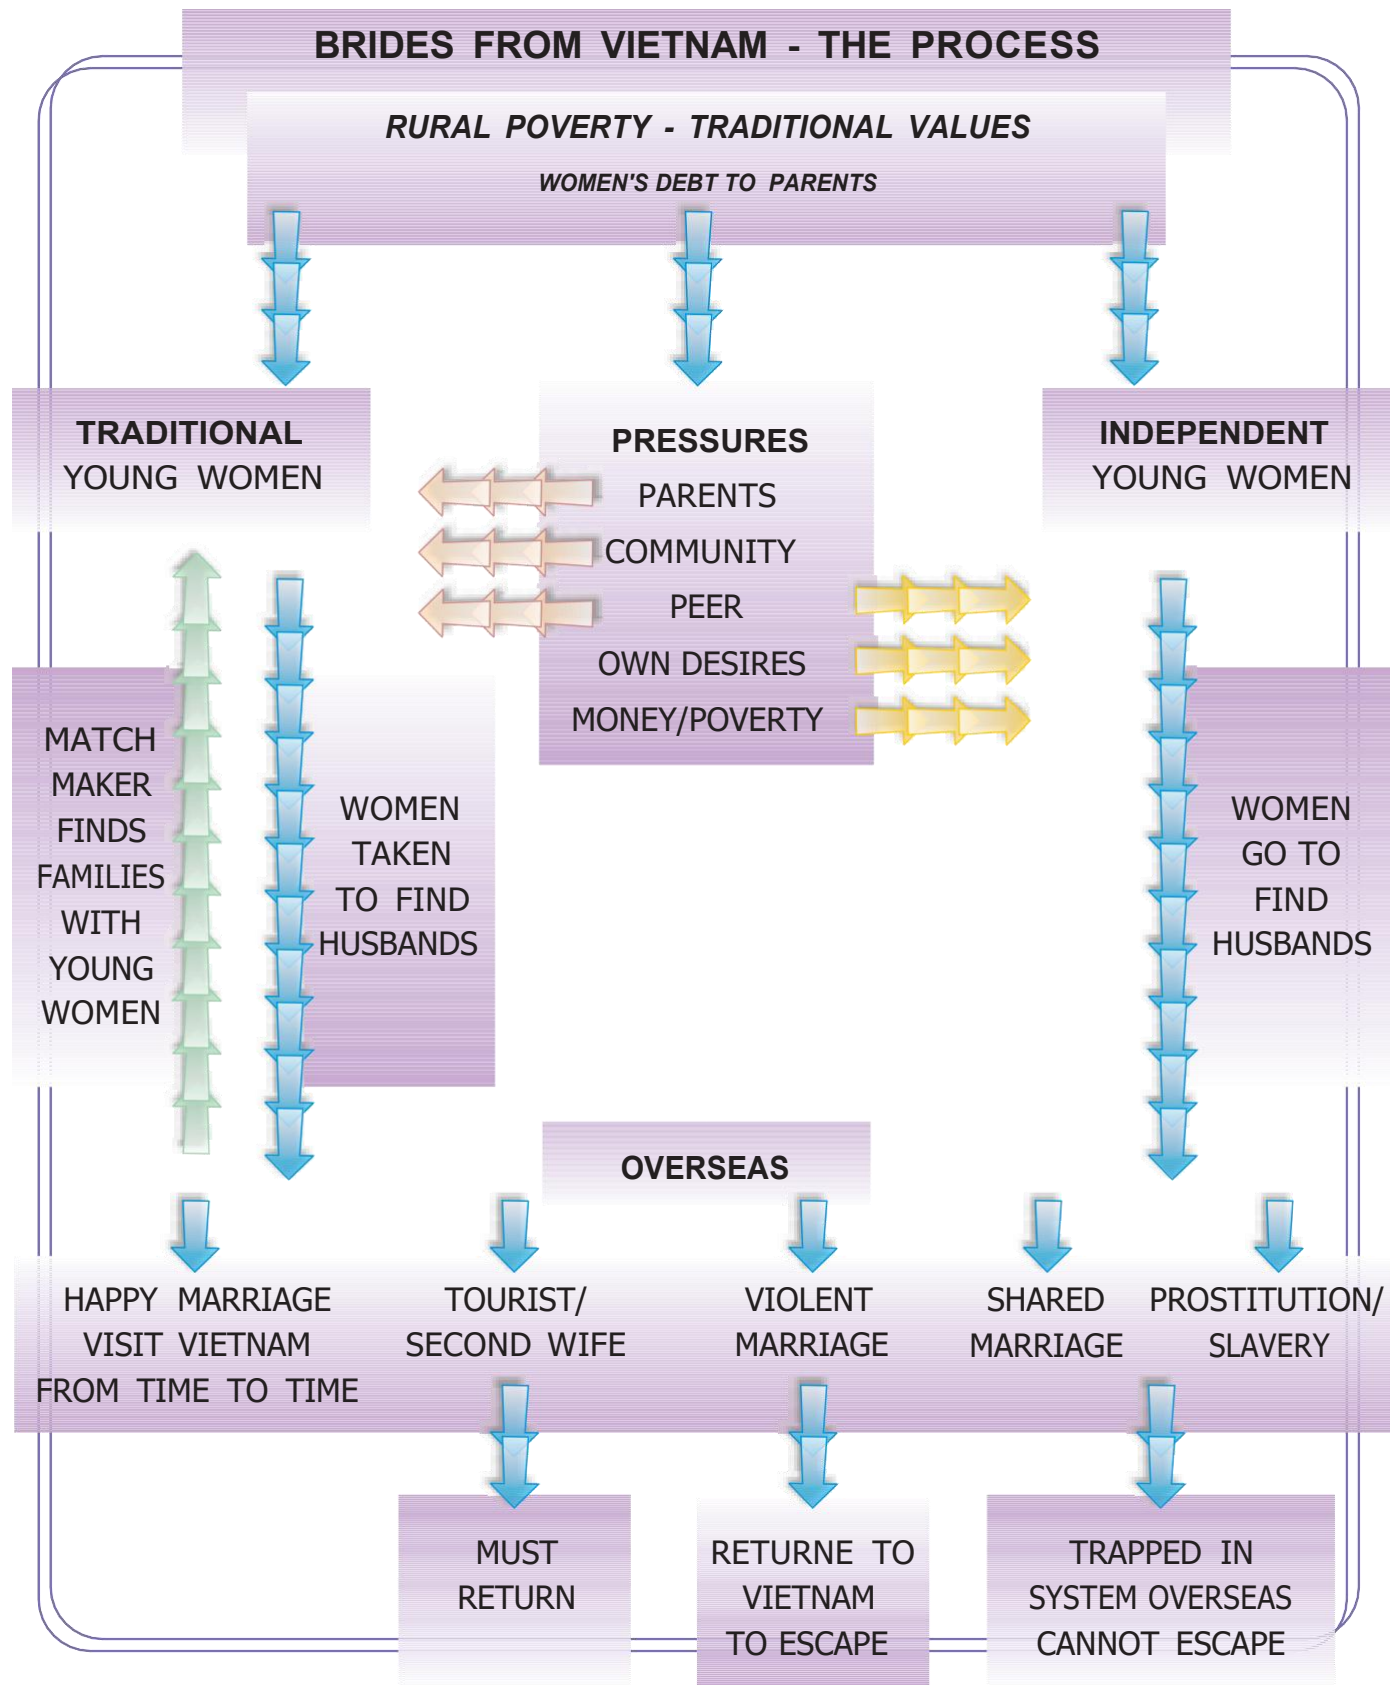 BRIDES FROM VIETNAM - THE PROCESS
RURAL POVERTY - TRADITIONAL VALUES
WOMEN'S DEBT TO PARENTS
TRADITIONAL
YOUNG WOMEN
PRESSURES
PARENTS
COMMUNITY
PEER
OWN DESIRES
MONEY/POVERTY
INDEPENDENT
YOUNG WOMEN
MATCH
MAKER
FINDS
FAMILIES
WITH
YOUNG
WOMEN
WOMEN
TAKEN
TO FIND
HUSBANDS
WOMEN
GO TO
FIND
HUSBANDS
OVERSEAS
HAPPY MARRIAGE
VISIT VIETNAM
FROM TIME TO TIME
TOURIST/
SECOND WIFE
VIOLENT
MARRIAGE
SHARED
MARRIAGE
PROSTITUTION/
SLAVERY
MUST
RETURN
RETURNE TO
VIETNAM
TO ESCAPE
TRAPPED IN
SYSTEM OVERSEAS
CANNOT ESCAPE